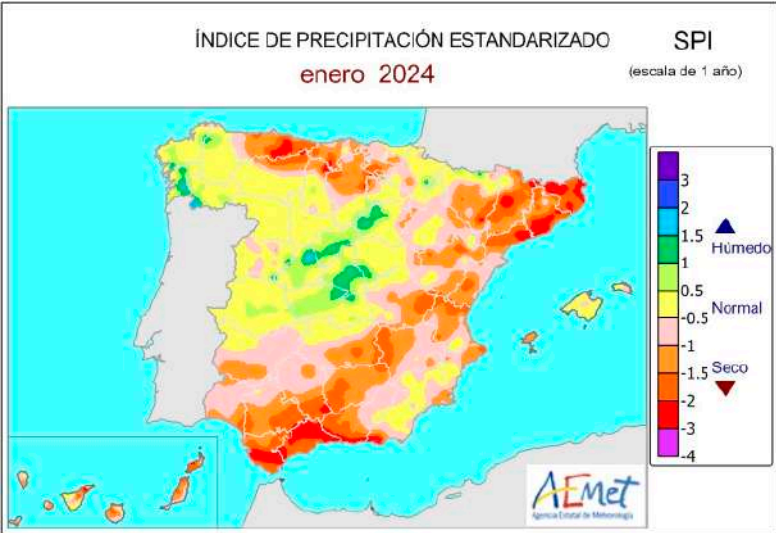 ÍNDICE DE PRECIPITACIÓN ESTANDARIZADO
SPI
enero 2024
(escala de 1 año)
3
2
1.5
1
0.5
-0.5
-1
-1.5
-2
-3
-4
Húmedo
Normal
Seco
AEMet
Agencia Estatal de Meteorología